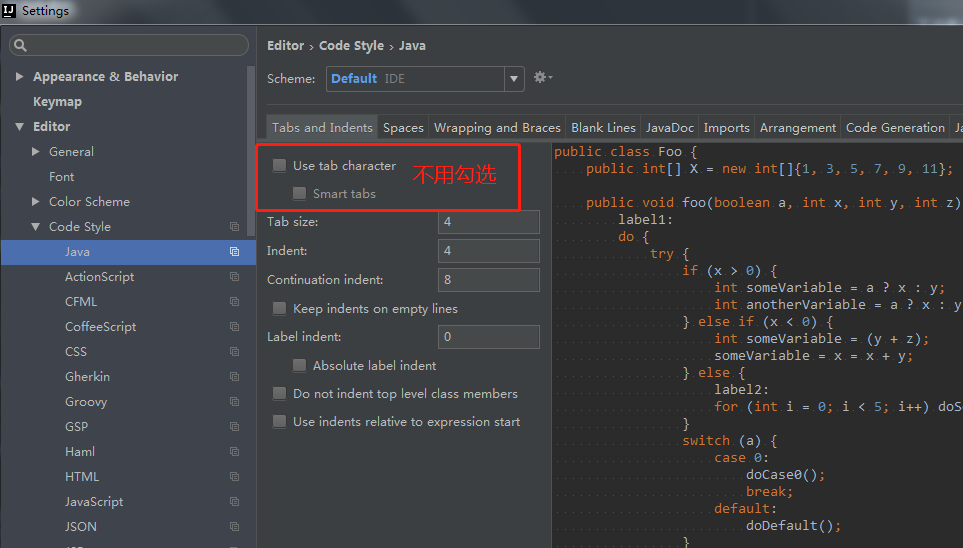 Settings
Appearance & Behavior
Keymap
Editor
General
Font
Color Scheme
Code Style
Java
ActionScript
CFML
CoffeeScript
CSS
Gherkin
Groovy
GSP
Haml
HTML
JavaScript
JSON
Editor › Code Style › Java
Scheme: Default IDE
Tabs and Indents Spaces Wrapping and Braces Blank Lines JavaDoc Imports Arrangement Code Generation
Use tab character
不用勾选
Smart tabs
Tab size: 4
Indent: 4
Continuation indent: 8
Keep indents on empty lines
Label indent: 0
Absolute label indent
Do not indent top level class members
Use indents relative to expression start
public class Foo {
public int[] X = new int[]{1, 3, 5, 7, 9, 11};
public void foo(boolean a, int x, int y, int z)
label1:
do {
try {
if (x > 0) {
int someVariable = a ? x : y;
int anotherVariable = a ? x : y
} else if (x < 0) {
int someVariable = (y + z);
someVariable = x = x + y;
} else {
label2:
for (int i = 0; i < 5; i++) doS
}
switch (a) {
case 0:
doCase0();
break;
default:
doDefault();
}